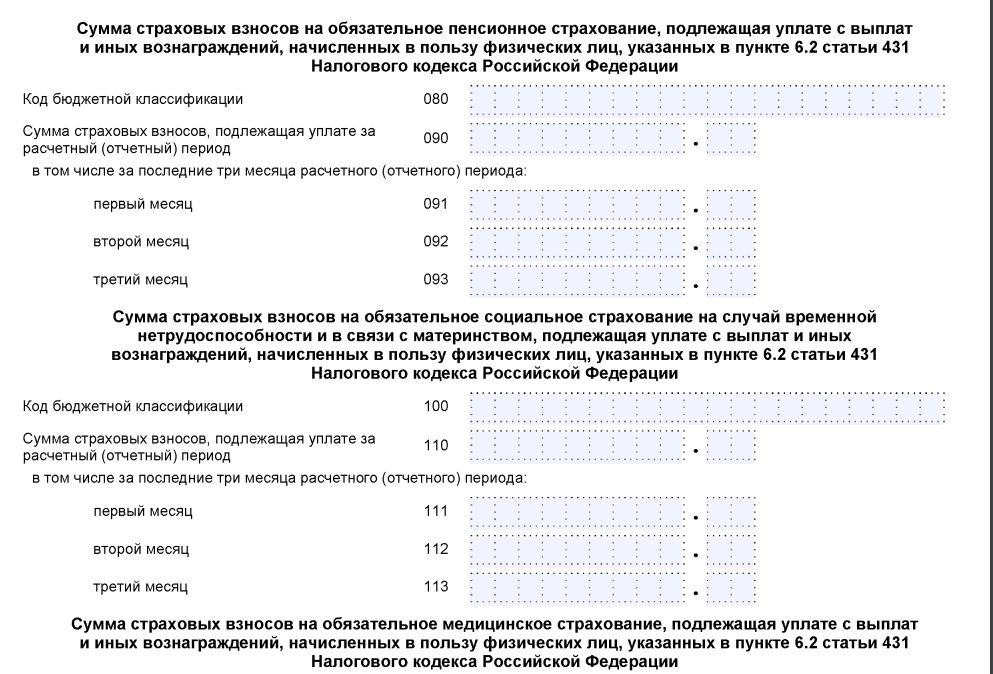 Сумма страховых взносов на обязательное пенсионное страхование, подлежащая уплате с выплат
и иных вознаграждений, начисленных в пользу физических лиц, указанных в пункте 6.2 статьи 431
Налогового кодекса Российской Федерации
Код бюджетной классификации 080
Сумма страховых взносов, подлежащая уплате за
расчетный (отчетный) период 090 .
в том числе за последние три месяца расчетного (отчетного) периода:
первый месяц 091 .
второй месяц 092 .
третий месяц 093 .
Сумма страховых взносов на обязательное социальное страхование на случай временной
нетрудоспособности и в связи с материнством, подлежащая уплате с выплат и иных
вознаграждений, начисленных в пользу физических лиц, указанных в пункте 6.2 статьи 431
Налогового кодекса Российской Федерации
Код бюджетной классификации 100
Сумма страховых взносов, подлежащая уплате за
расчетный (отчетный) период 110 .
в том числе за последние три месяца расчетного (отчетного) периода:
первый месяц 111 .
второй месяц 112 .
третий месяц 113 .
Сумма страховых взносов на обязательное медицинское страхование, подлежащая уплате с выплат
и иных вознаграждений, начисленных в пользу физических лиц, указанных в пункте 6.2 статьи 431
Налогового кодекса Российской Федерации